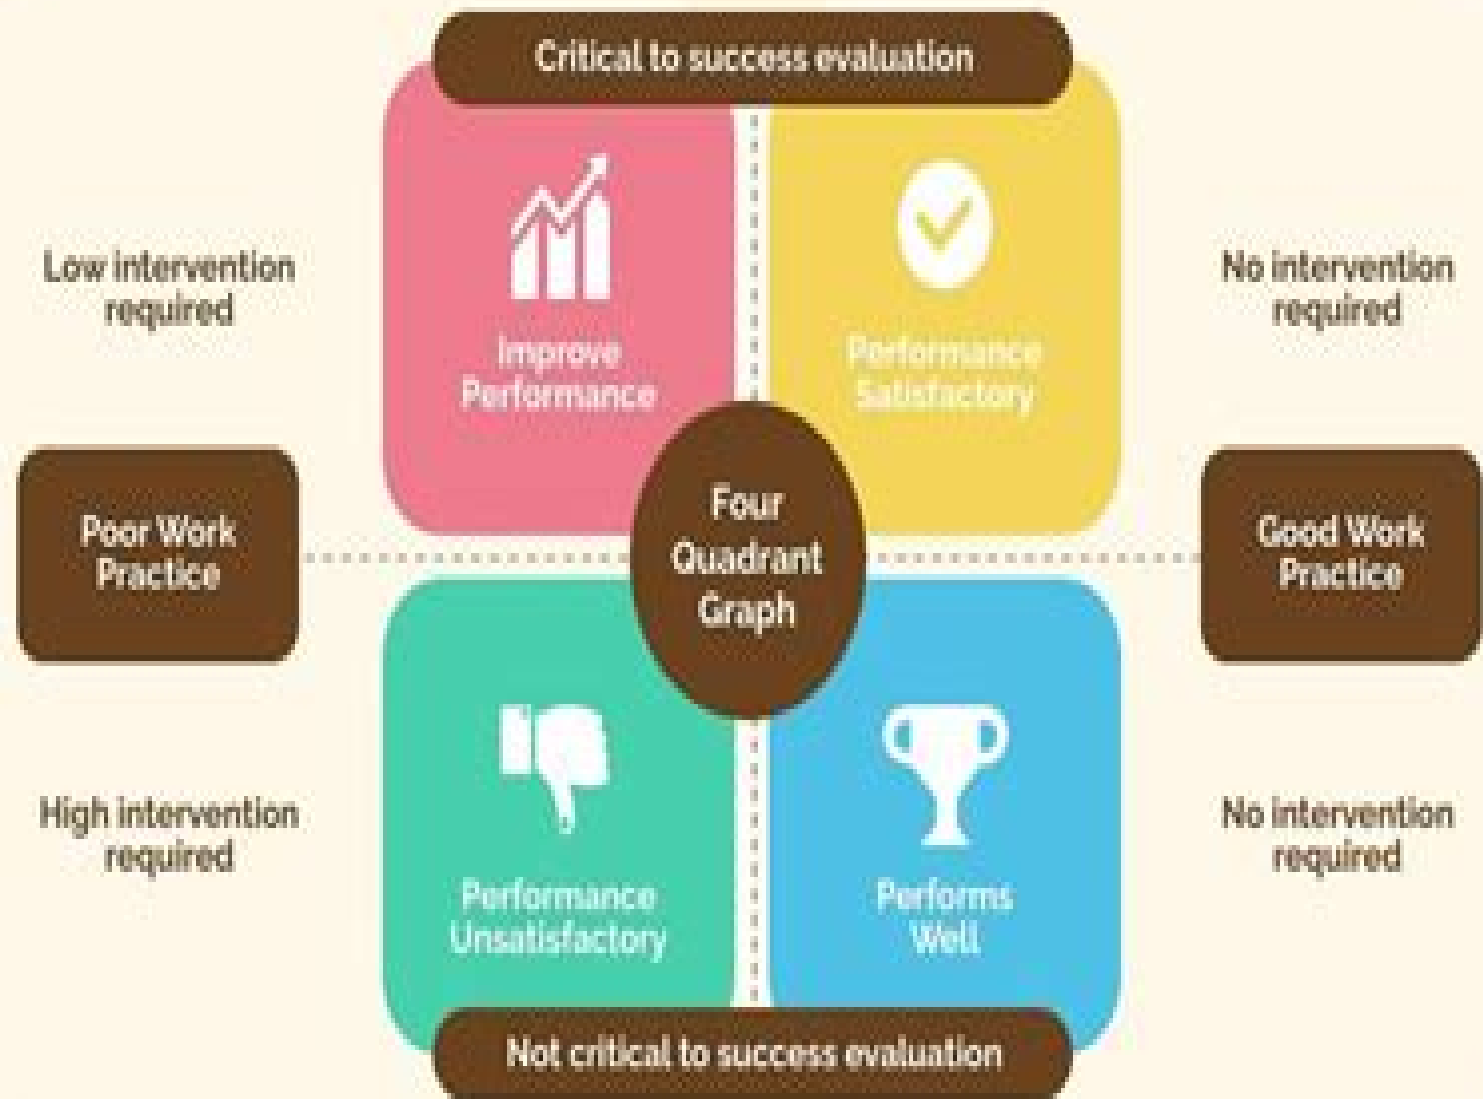 Critical to success evaluation
Low intervention
required
Improve
Performance
Performance
Satisfactory
No intervention
required
Poor Work
Practice
Four
Quadrant
Graph
Good Work
Practice
High intervention
required
Performance
Unsatisfactory
Performs
Well
No intervention
required
Not critical to success evaluation